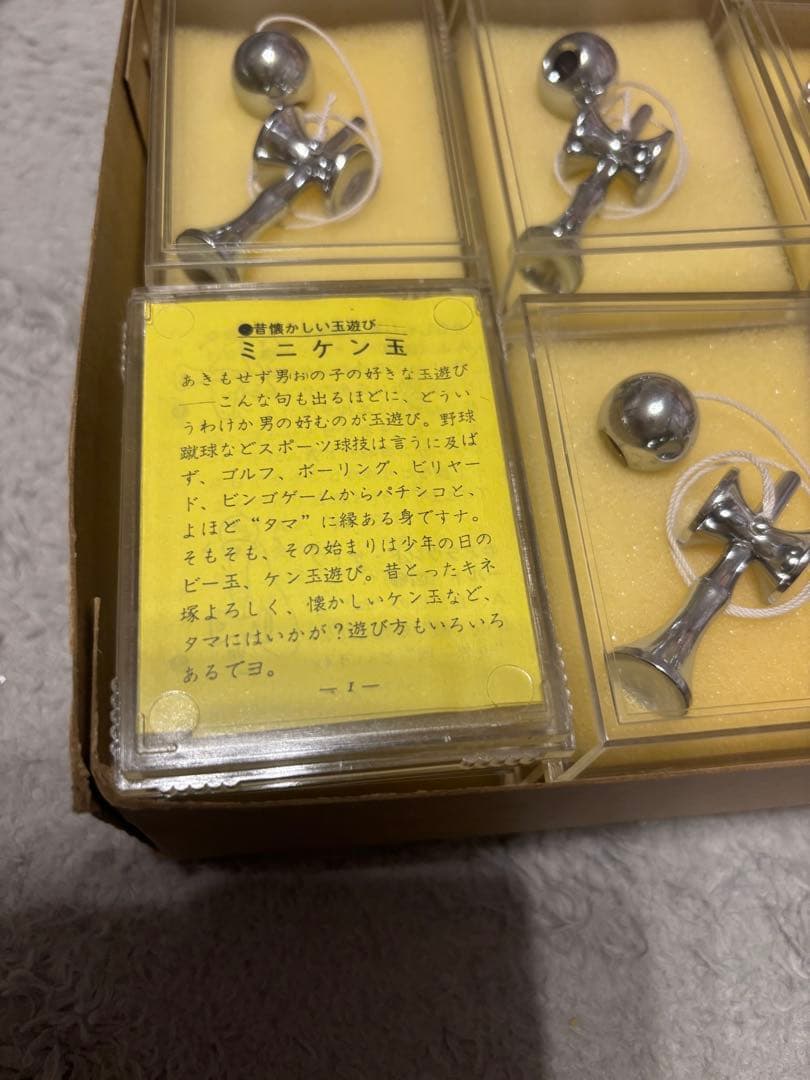 ●昔懐かしい玉遊び
ミニケン玉
あきもせず男おの子の好きな玉遊び
──こんな句も出るほどに、どうい
うわけか男の好むのが玉遊び。野球
蹴球などスポーツ球技は言うに及ば
ず、ゴルフ、ボーリング、ビリヤー
ド、ビンゴゲームからパチンコと、
よほど“タマ”に縁ある身ですナ。
そもそも、その始まりは少年の日の
ビー玉、ケン玉遊び。昔とったキネ
塚よろしく、懐かしいケン玉など、
タマにはいかが？遊び方もいろいろ
あるでヨ。
— 1 —